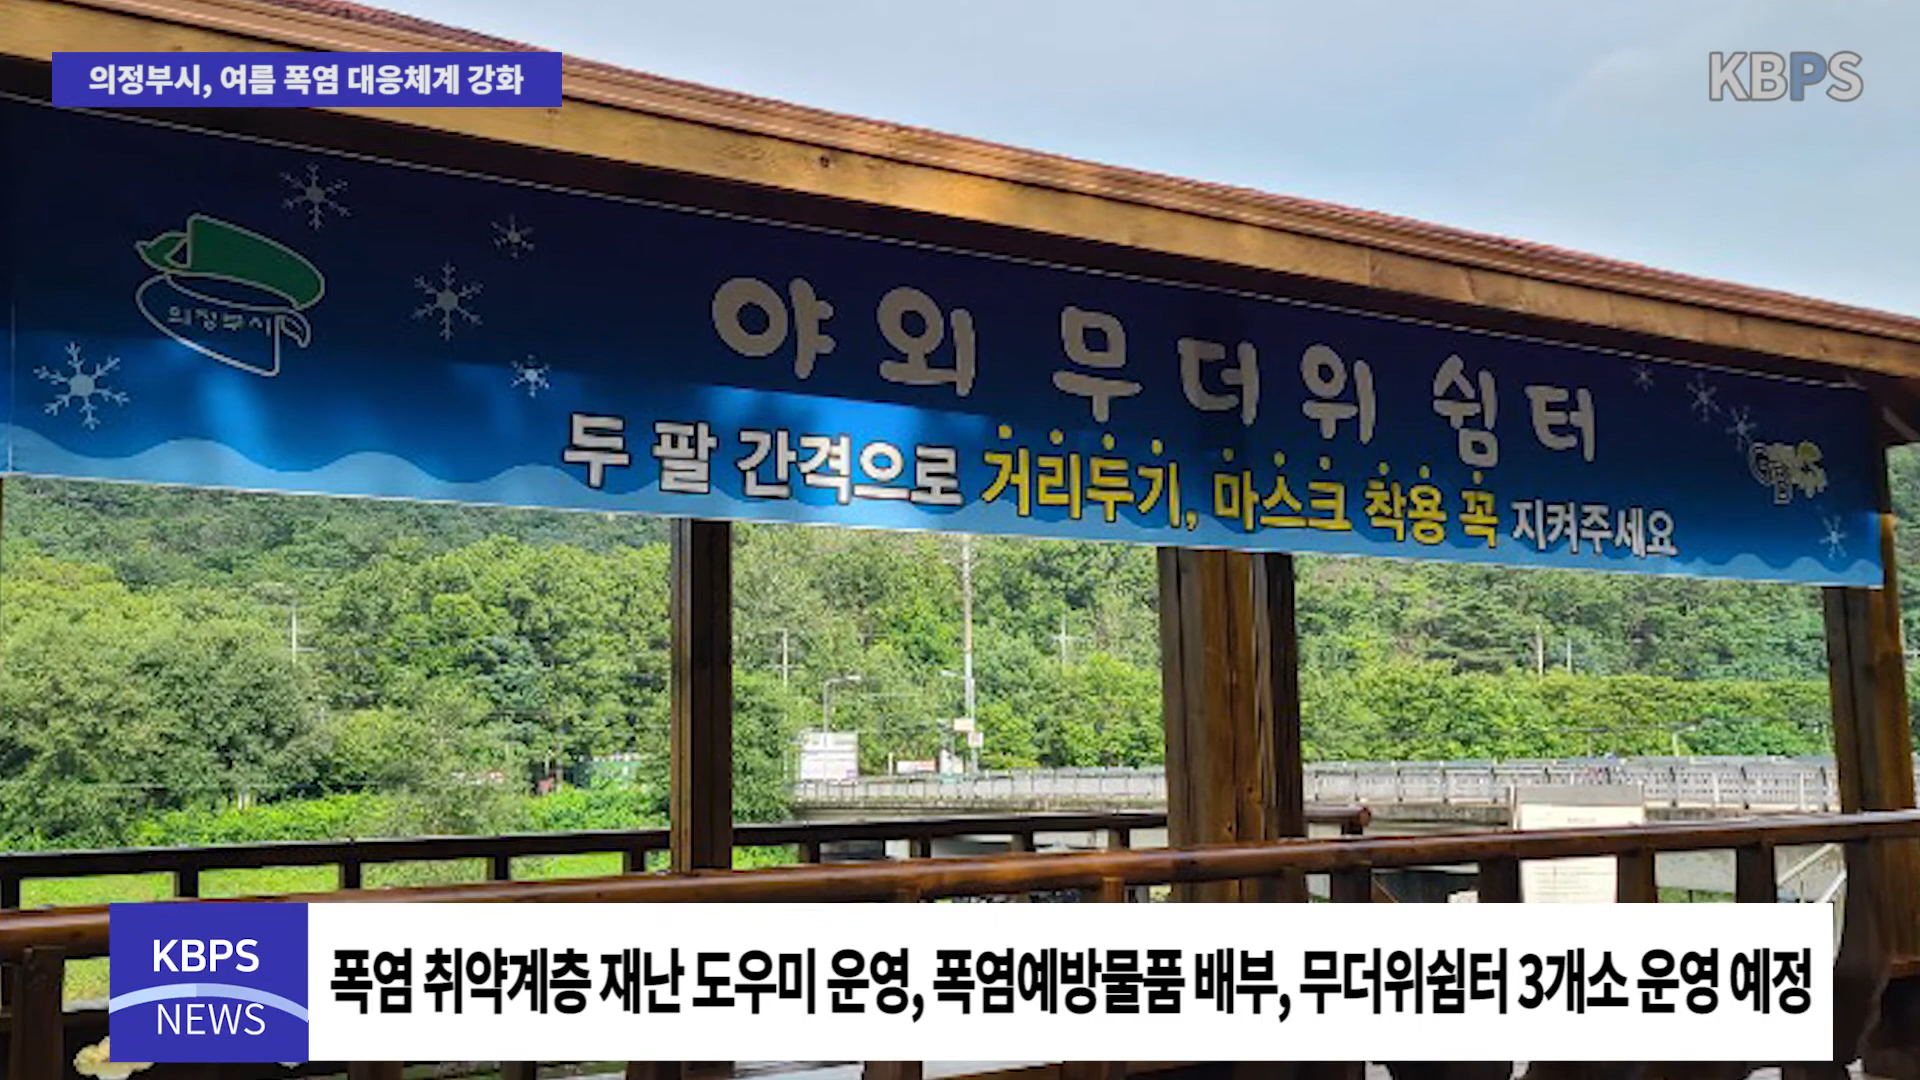 의정부시, 여름 폭염 대응체계 강화
KBPS
의정부시
야외 무더위 쉼터
두 팔 간격으로 거리두기, 마스크 착용 꼭 지켜주세요
KBPS
NEWS
폭염 취약계층 재난 도우미 운영, 폭염예방물품 배부, 무더위쉼터 3개소 운영 예정